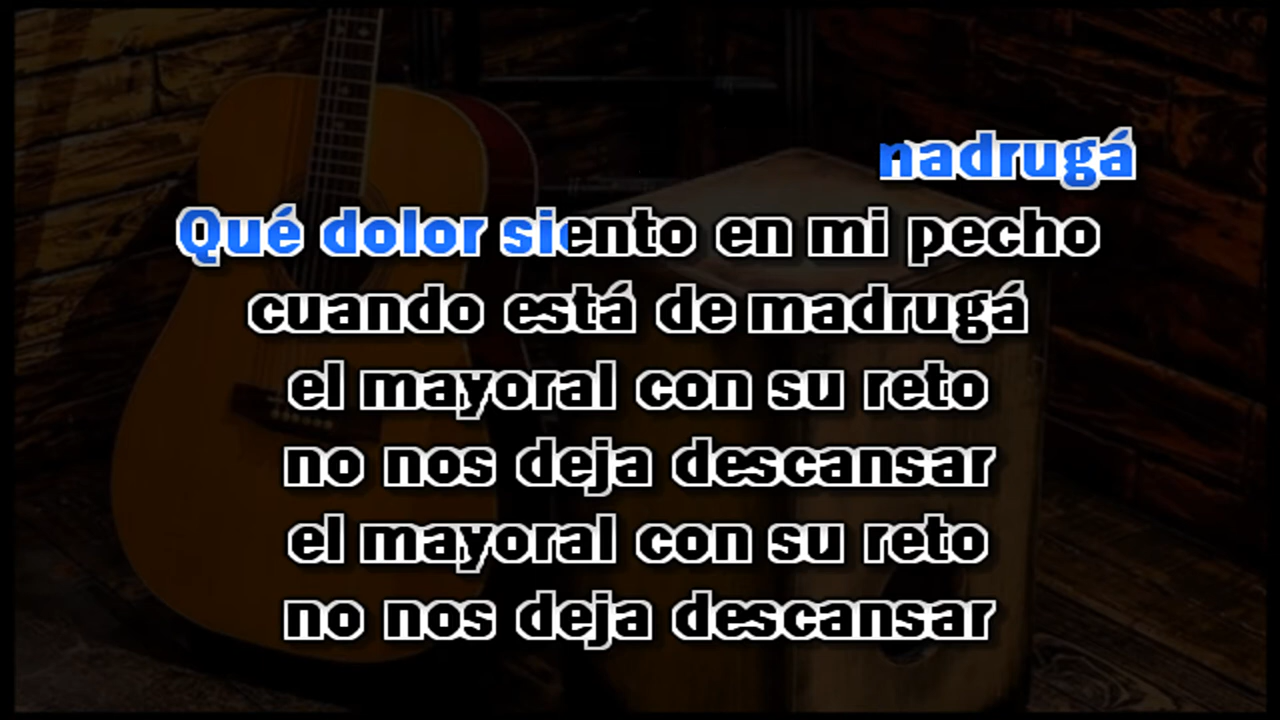 madrugá
Qué dolor siento en mi pecho
cuando está de madrugá
el mayoral con su reto
no nos deja descansar
el mayoral con su reto
no nos deja descansar